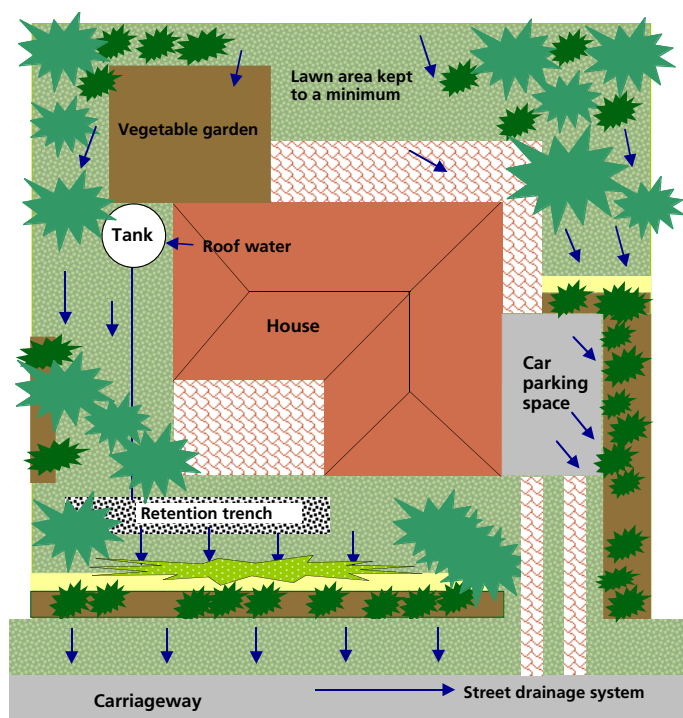 Lawn area kept
to a minimum
Vegetable garden
Tank
Roof water
House
Car
parking
space
Retention trench
Street drainage system
Carriageway